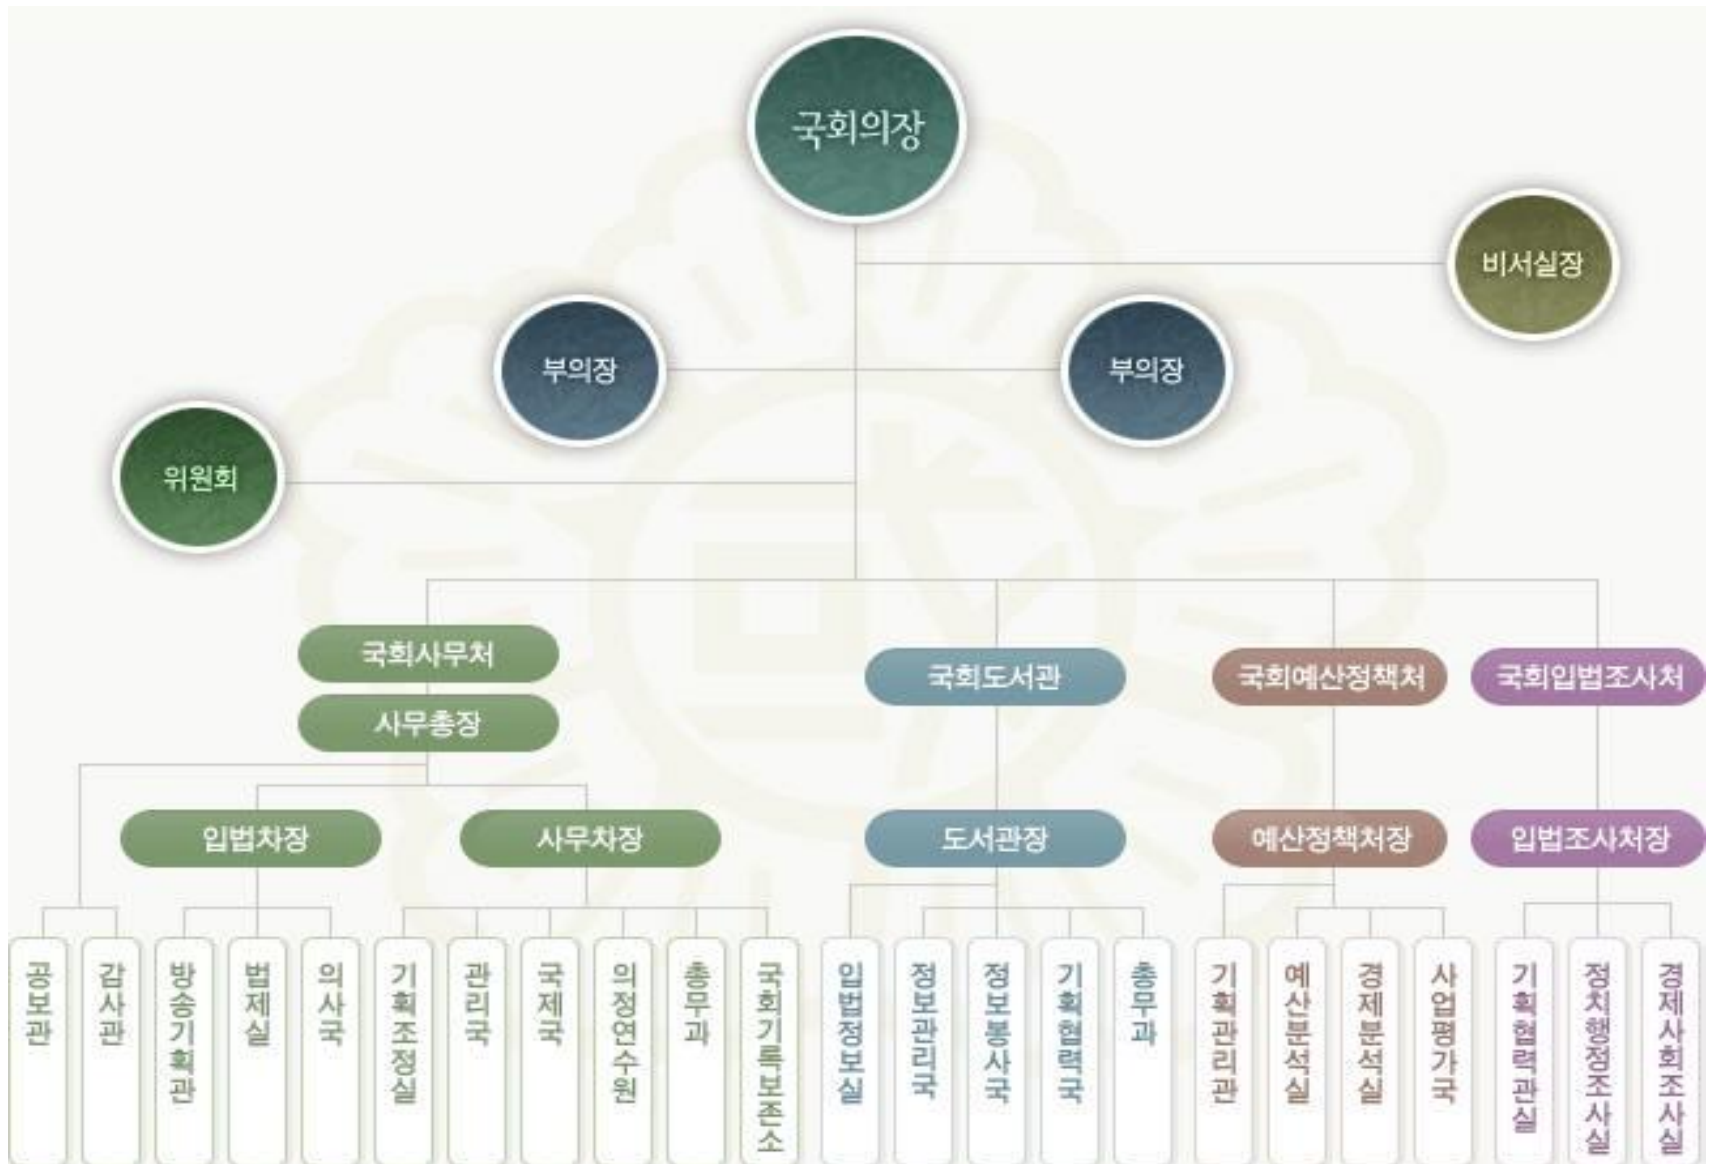 국회의장
비서실장
부의장
부의장
위원회
국회사무처
사무총장
국회도서관
국회예산정책처
국회입법조사처
입법차장
사무차장
도서관장
예산정책처장
입법조사처장
공보관
감사관
방송기획관
법제실
의사국
기획조정실
관리국
국제국
의정연수원
총무과
국회기록보존소
입법정보실
정보관리국
정보봉사국
기획협력국
총무과
기획관리관
예산분석실
경제분석실
사업평가국
기획협력관실
정치행정조사실
경제사회조사실